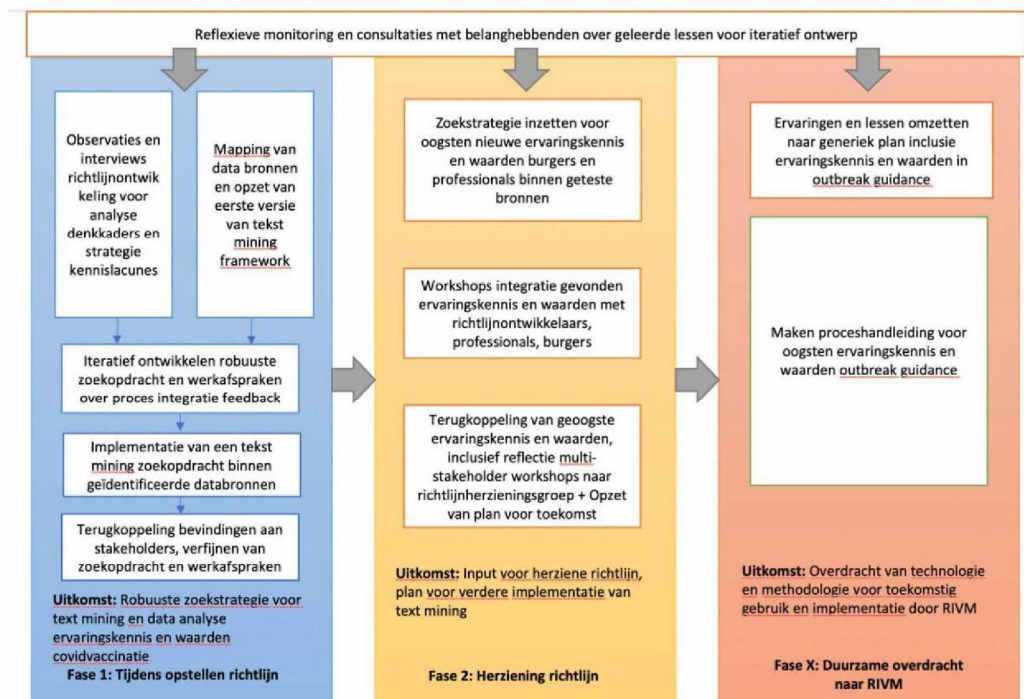 Reflexieve monitoring en consultaties met belanghebbenden over geleerde lessen voor iteratief ontwerp
Observaties en
interviews
richtlijnontwik
keling voor
analyse
denkkaders en
strategie
kennislacunes
Mapping van
data bronnen
en opzet van
eerste versie
van tekst
mining
framework
Iteratief ontwikkelen robuuste
zoekopdracht en werkafspraken
over proces integratie feedback
Implementatie van een tekst
mining zoekopdracht binnen
geïdentificeerde databronnen
Terugkoppeling bevindingen aan
stakeholders, verfijnen van
zoekopdracht en werkafspraken
Uitkomst: Robuuste zoekstrategie voor
text mining en data analyse
ervaringskennis en waarden
covidvaccinatie
Fase 1: Tijdens opstellen richtlijn
Zoekstrategie inzetten voor
oogsten nieuwe ervaringskennis
en waarden burgers en
professionals binnen geteste
bronnen
Workshops integratie gevonden
ervaringskennis en waarden met
richtlijnontwikkelaars,
professionals, burgers
Terugkoppeling van geoogste
ervaringskennis en waarden,
inclusief reflectie multi-
stakeholder workshops naar
richtlijnherzieningsgroep + Opzet
van plan voor toekomst
Uitkomst: Input voor herziene richtlijn,
plan voor verdere implementatie van
text mining
Fase 2: Herziening richtlijn
Ervaringen en lessen omzetten
naar generiek plan inclusie
ervaringskennis en waarden in
outbreak guidance
Maken proceshandleiding voor
oogsten ervaringskennis en
waarden outbreak guidance
Uitkomst: Overdracht van technologie
en methodologie voor toekomstig
gebruik en implementatie door RIVM
Fase X: Duurzame overdracht
naar RIVM